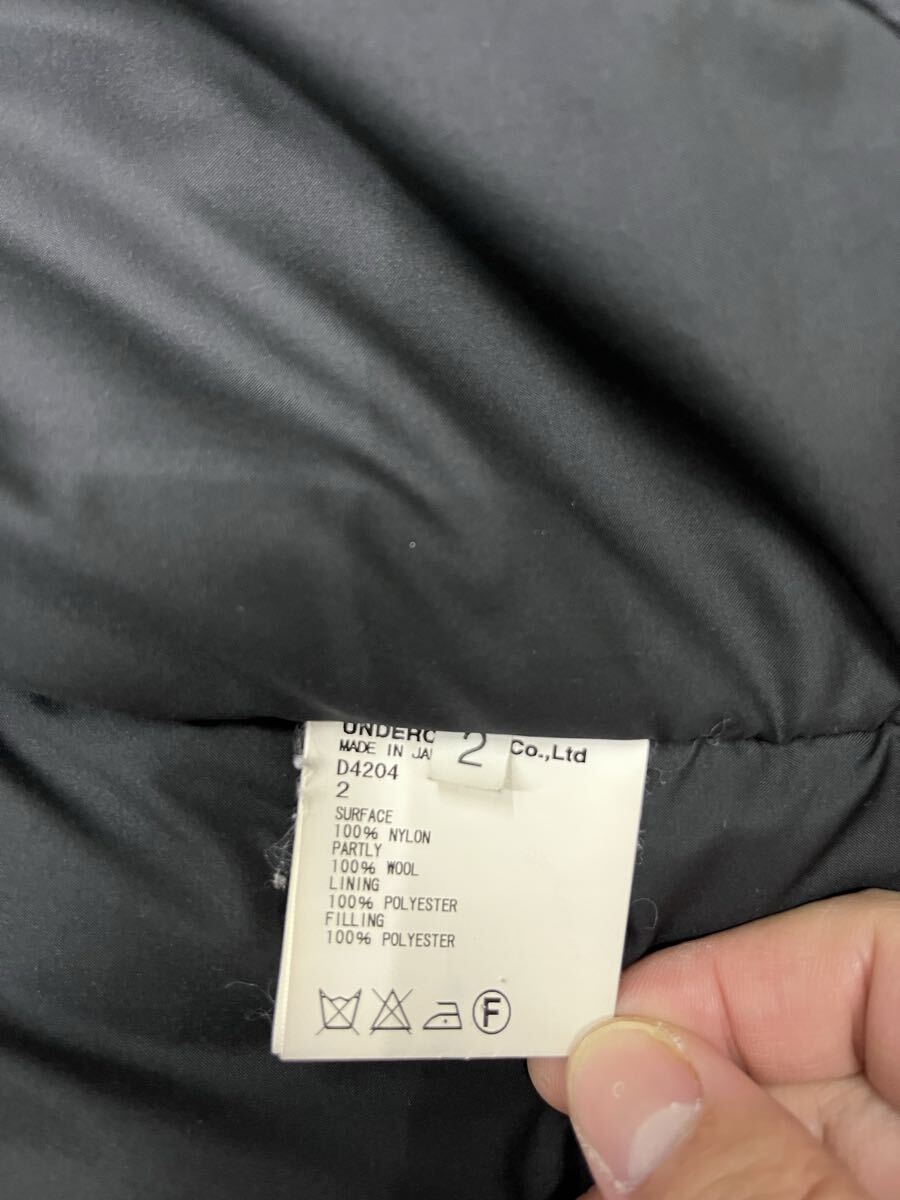 UNDERC Co.,Ltd
MADE IN JA
2
D4204
2
SURFACE
100% NYLON
PARTLY
100% WOOL
LINING
100% POLYESTER
FILLING
100% POLYESTER
F